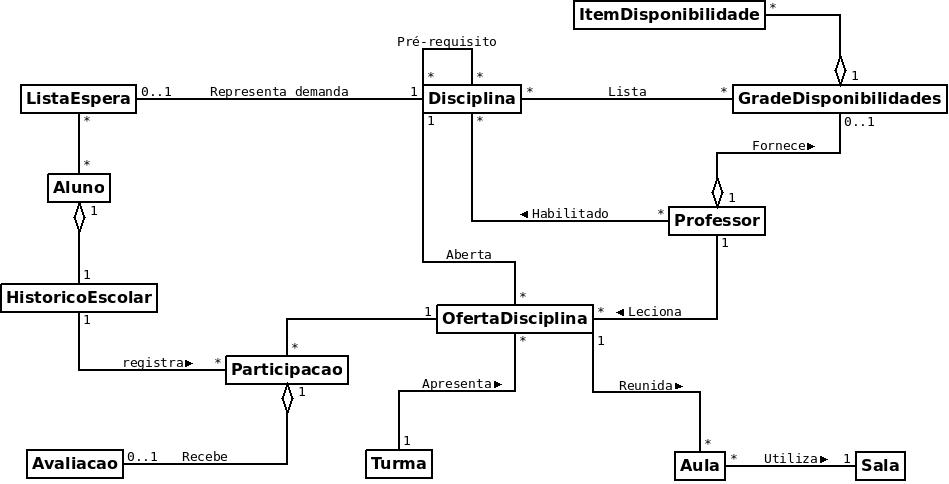 ItemDisponibilidade *
Pré-requisito
* *
1
ListaEspera 0..1 Representa demanda 1 Disciplina * Lista * GradeDisponibilidades
* 1 * 0..1
Fornece►
*
Aluno
1 1
◄ Habilitado * Professor
1
Aberta
1
HistoricoEscolar * 
1 1 OfertaDisciplina * ◄ Leciona
* * 1
registra► * Participacao
1 Apresenta► Reunida►
1 *
0..1 Recebe * Utiliza► 1
Avaliacao Turma Aula Sala